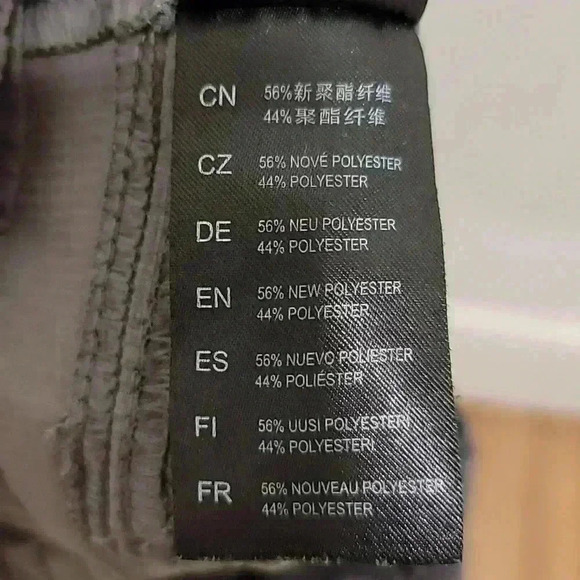 CN 56%新聚酯纤维
44%聚酯纤维
CZ 56% NOVÉ POLYESTER
44% POLYESTER
DE 56% NEU POLYESTER
44% POLYESTER
EN 56% NEW POLYESTER
44% POLYESTER
ES 56% NUEVO POLIESTER
44% POLIÉSTER
FI 56% UUSI POLYESTERI
44% POLYESTERI
FR 56% NOUVEAU POLYESTER
44% POLYESTER